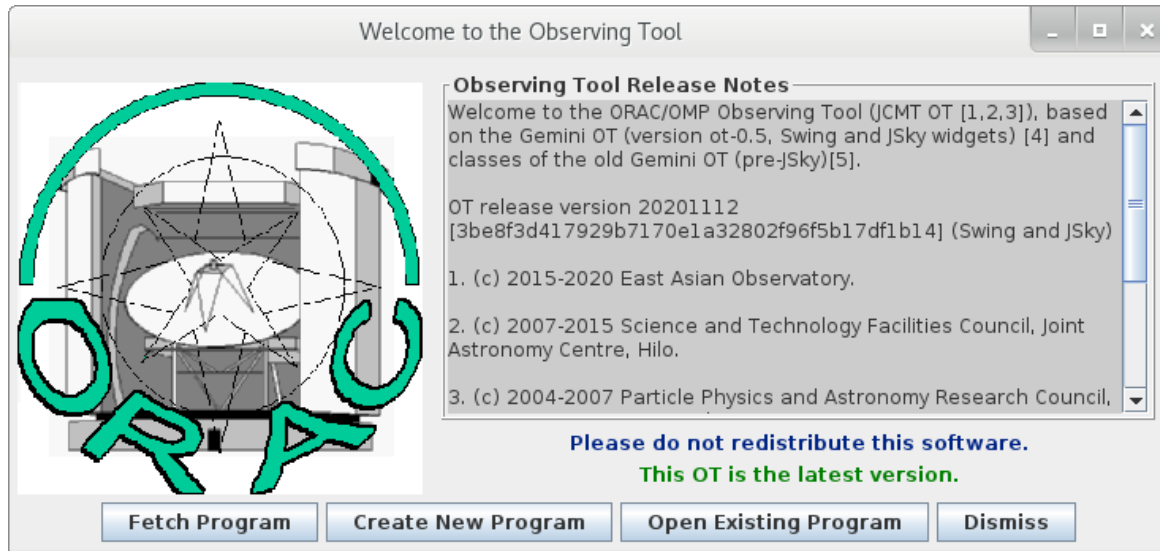 Welcome to the Observing Tool
Observing Tool Release Notes
Welcome to the ORAC/OMP Observing Tool (JCMT OT [1,2,3]), based
on the Gemini OT (version ot-0.5, Swing and JSky widgets) [4] and
classes of the old Gemini OT (pre-JSky)[5].
OT release version 20201112
[3be8f3d417929b7170e1a32802f96f5b17df1b14] (Swing and JSky)
1. (c) 2015-2020 East Asian Observatory.
2. (c) 2007-2015 Science and Technology Facilities Council, Joint
Astronomy Centre, Hilo.
3. (c) 2004-2007 Particle Physics and Astronomy Research Council,
ORAC
Please do not redistribute this software.
This OT is the latest version.
Fetch Program
Create New Program
Open Existing Program
Dismiss